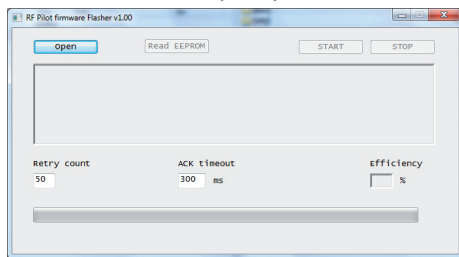 RF Pilot firmware Flasher v1.00
Open Read EEPROM START STOP
Retry count ACK timeout Efficiency
50 300 ms %